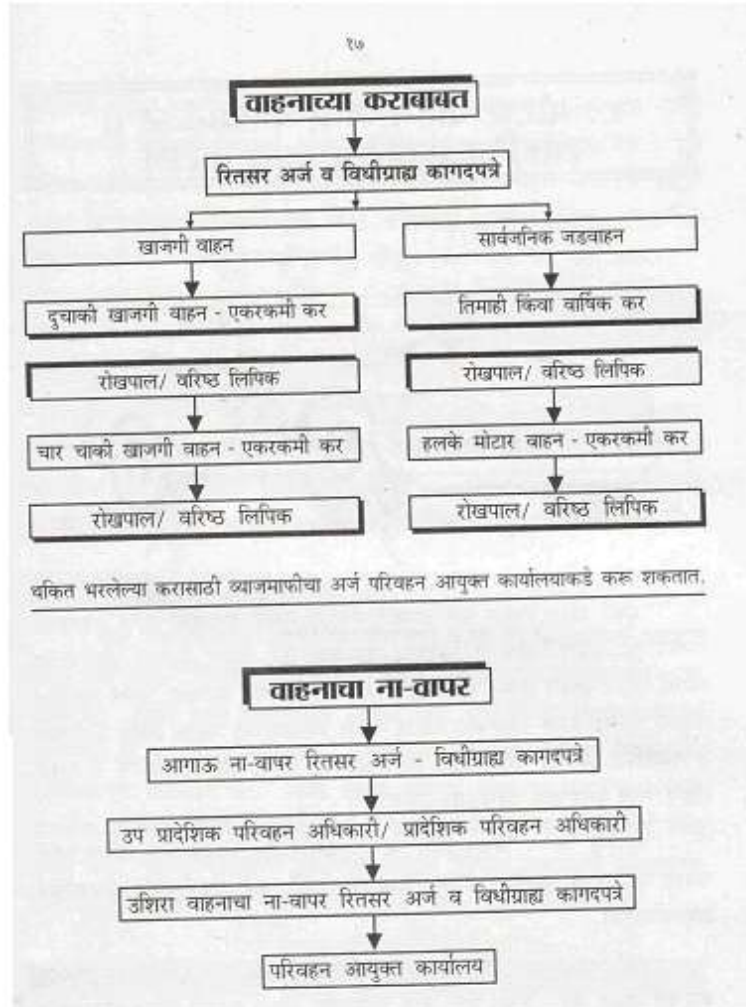 १७
वाहनाच्या कराबाबत
रितसर अर्ज व विधीग्राह्य कागदपत्रे
खाजगी वाहन
सार्वजनिक जडवाहन
दुचाकी खाजगी वाहन - एकरकमी कर
तिमाही किंवा वार्षिक कर
रोखपाल/ वरिष्ठ लिपिक
रोखपाल/ वरिष्ठ लिपिक
चार चाकी खाजगी वाहन - एकरकमी कर
हलके मोटार वाहन - एकरकमी कर
रोखपाल/ वरिष्ठ लिपिक
रोखपाल/ वरिष्ठ लिपिक
थकित भरलेल्या करासाठी व्याजमाफीचा अर्ज परिवहन आयुक्त कार्यालयाकडे करू शकतात.
वाहनाचा ना-वापर
आगाऊ ना-वापर रितसर अर्ज - विधीग्राह्य कागदपत्रे
उप प्रादेशिक परिवहन अधिकारी/ प्रादेशिक परिवहन अधिकारी
उशिरा वाहनाचा ना-वापर रितसर अर्ज व विधीग्राह्य कागदपत्रे
परिवहन आयुक्त कार्यालय